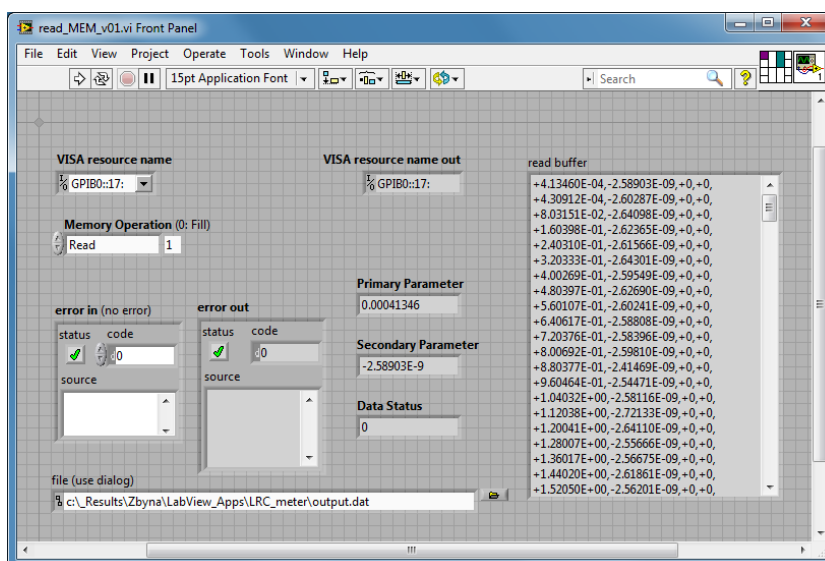 read_MEM_v01.vi Front Panel
File Edit View Project Operate Tools Window Help
15pt Application Font
Search
1
VISA resource name
VISA resource name out
read buffer
GPIB0::17:
GPIB0::17:
Memory Operation (0: Fill)
Read 1
Primary Parameter
0.00041346
error in (no error)
error out
status code
status code
0
0
Secondary Parameter
-2.58903E-9
source
source
Data Status
0
file (use dialog)
c:\_Results\Zbyna\LabView_Apps\LRC_meter\output.dat
+4.13460E-04,-2.58903E-09,+0,+0,
+4.30912E-04,-2.60287E-09,+0,+0,
+8.03151E-02,-2.64098E-09,+0,+0,
+1.60398E-01,-2.62365E-09,+0,+0,
+2.40310E-01,-2.61566E-09,+0,+0,
+3.20333E-01,-2.64301E-09,+0,+0,
+4.00269E-01,-2.59549E-09,+0,+0,
+4.80397E-01,-2.62690E-09,+0,+0,
+5.60107E-01,-2.60241E-09,+0,+0,
+6.40617E-01,-2.58808E-09,+0,+0,
+7.20376E-01,-2.58396E-09,+0,+0,
+8.00692E-01,-2.59810E-09,+0,+0,
+8.80377E-01,-2.41469E-09,+0,+0,
+9.60464E-01,-2.54471E-09,+0,+0,
+1.04032E+00,-2.58116E-09,+0,+0,
+1.12038E+00,-2.72133E-09,+0,+0,
+1.20041E+00,-2.64110E-09,+0,+0,
+1.28007E+00,-2.55666E-09,+0,+0,
+1.36017E+00,-2.56675E-09,+0,+0,
+1.44020E+00,-2.61861E-09,+0,+0,
+1.52050E+00,-2.56201E-09,+0,+0,